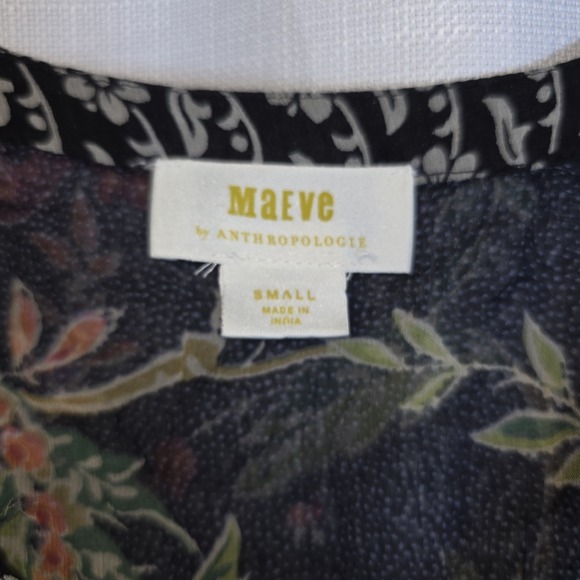 MaEve
by ANTHROPOLOGIE
SMALL
MADE IN
INDIA